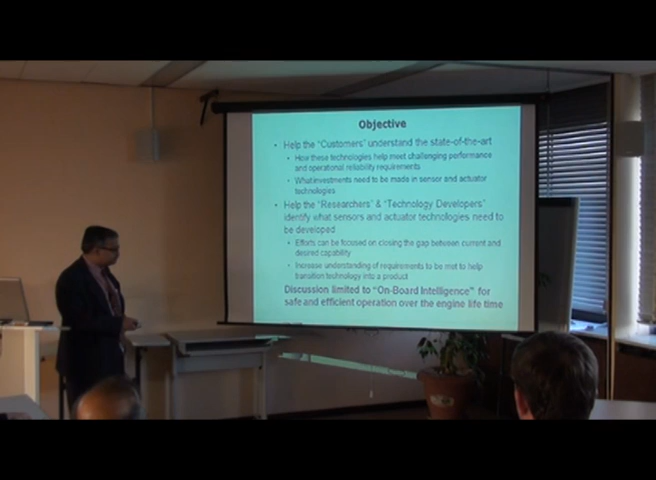 Objective
• Help the "Customers" understand the state-of-the-art
• How these technologies help meet challenging performance
and operational reliability requirements
• What investments need to be made in sensor and actuator
technologies
• Help the "Researchers" & "Technology Developers"
identify what sensors and actuator technologies need to
be developed
• Efforts can be focused on closing the gap between current and
desired capability
• Increase understanding of requirements to be met to help
transition technology into a product
Discussion limited to "On-Board Intelligence" for
safe and efficient operation over the engine life time